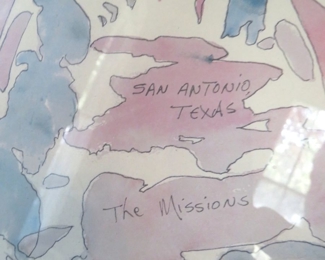 SAN ANTONIO,
TEXAS
The Missions